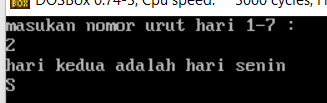 DOSBox 0.74-3, Cpu speed: 3000 cycles,
masukan nomor urut hari 1-7 :
2
hari kedua adalah hari senin
S